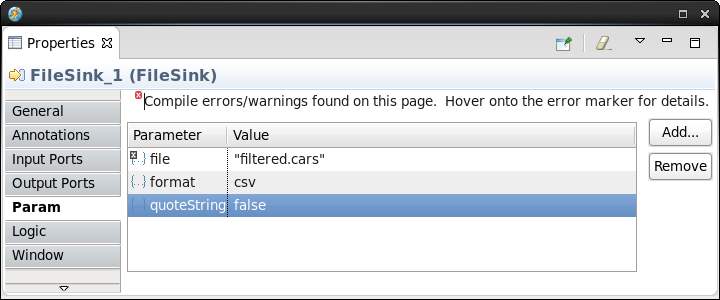 Properties
FileSink_1 (FileSink)
General
Annotations
Input Ports
Output Ports
Param
Logic
Window
Compile errors/warnings found on this page. Hover onto the error marker for details.
Parameter Value
file "filtered.cars"
format csv
quoteString false
Add...
Remove